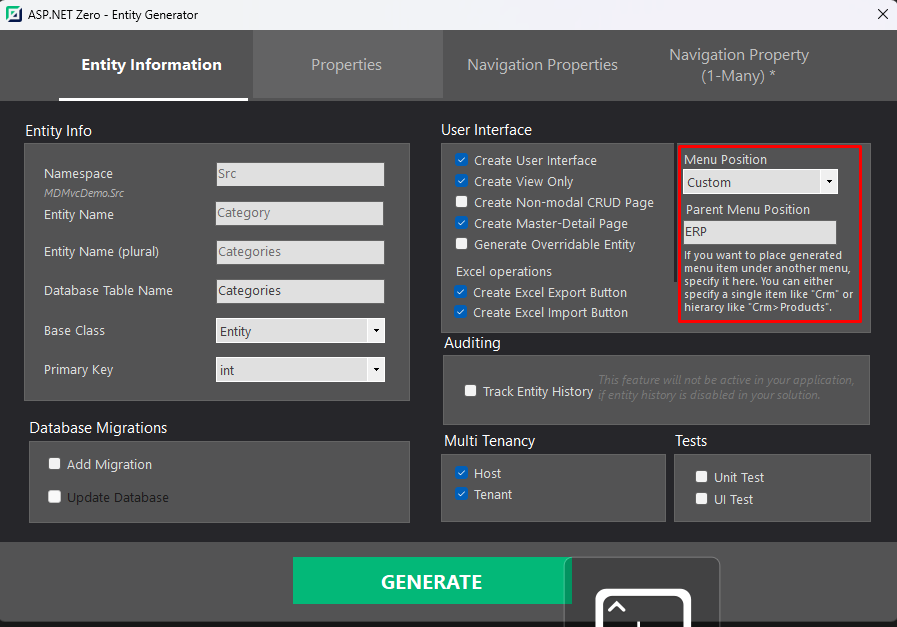 ASP.NET Zero - Entity Generator
Entity Information
Properties
Navigation Properties
Navigation Property
(1-Many) *
Entity Info
Namespace
Src
MDMvcDemo.Src
Entity Name
Category
Entity Name (plural)
Categories
Database Table Name
Categories
Base Class
Entity
Primary Key
int
Database Migrations
Add Migration
Update Database
User Interface
Create User Interface
Create View Only
Create Non-modal CRUD Page
Create Master-Detail Page
Generate Overridable Entity
Excel operations
Create Excel Export Button
Create Excel Import Button
Menu Position
Custom
Parent Menu Position
ERP
If you want to place generated
menu item under another menu,
specify it here. You can either
specify a single item like "Crm" or
hierarcy like "Crm>Products".
Auditing
Track Entity History
This feature will not be active in your application,
if entity history is disabled in your solution.
Multi Tenancy
Host
Tenant
Tests
Unit Test
UI Test
GENERATE